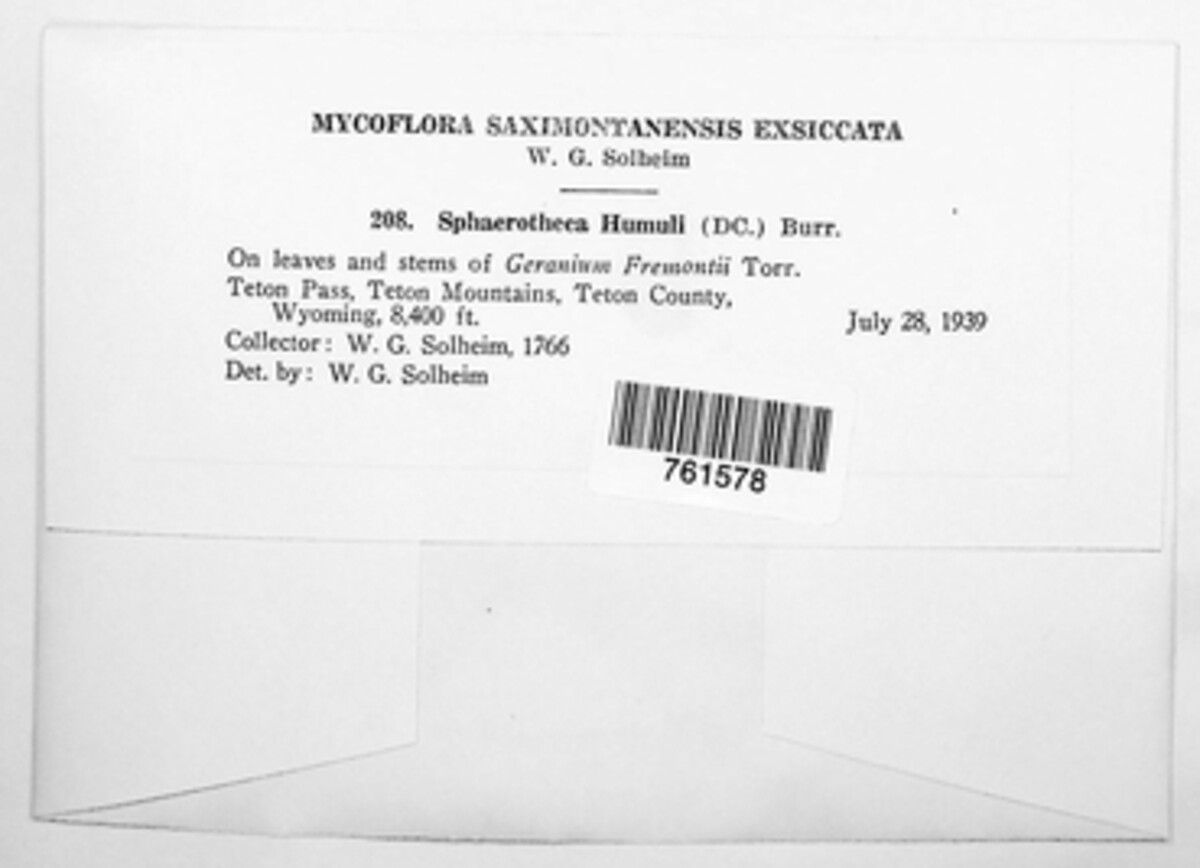 MYCOFLORA SAXIMONTANENSIS EXSICCATA
W. G. Solheim
208. Sphaerotheca Humuli (DC.) Burr.
On leaves and stems of Geranium Fremontii Torr.
Teton Pass, Teton Mountains, Teton County,
Wyoming, 8,400 ft. July 28, 1939
Collector: W. G. Solheim, 1766
Det. by: W. G. Solheim
761578